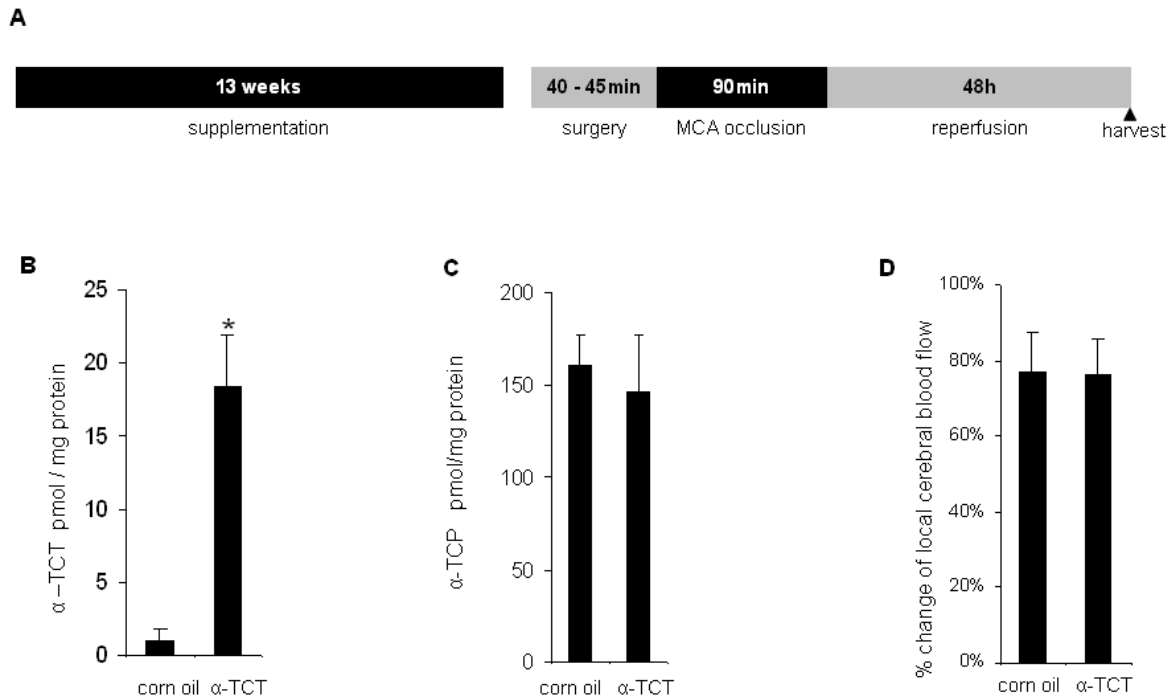 A
13 weeks
40 - 45min
90min
48h
supplementation
surgery
MCA occlusion
reperfusion
harvest
B
α –TCT pmol / mg protein
25
20
15
10
5
0
*
corn oil
α-TCT
C
α-TCP pmol/mg protein
200
150
100
50
0
corn oil
α-TCT
D
% change of local cerebral blood flow
100%
80%
60%
40%
20%
0%
corn oil
α-TCT